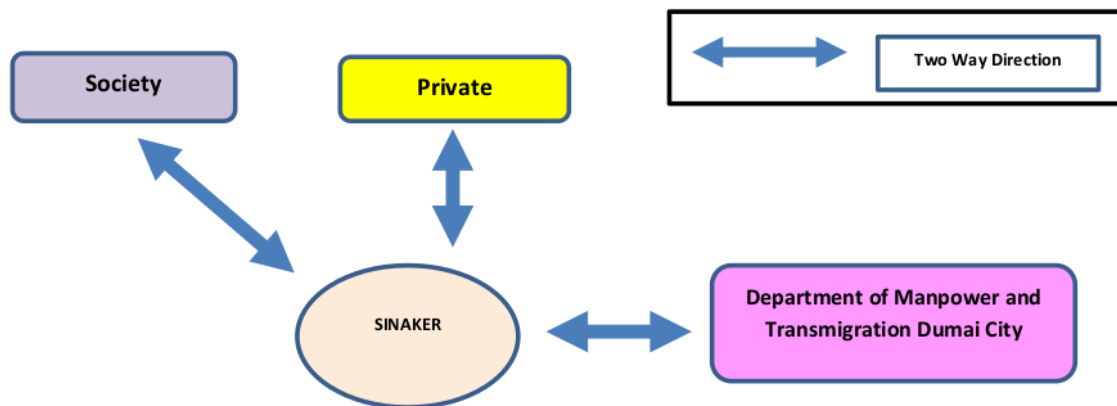 Society
Private
Two Way Direction
SINAKER
Department of Manpower and
Transmigration Dumai City